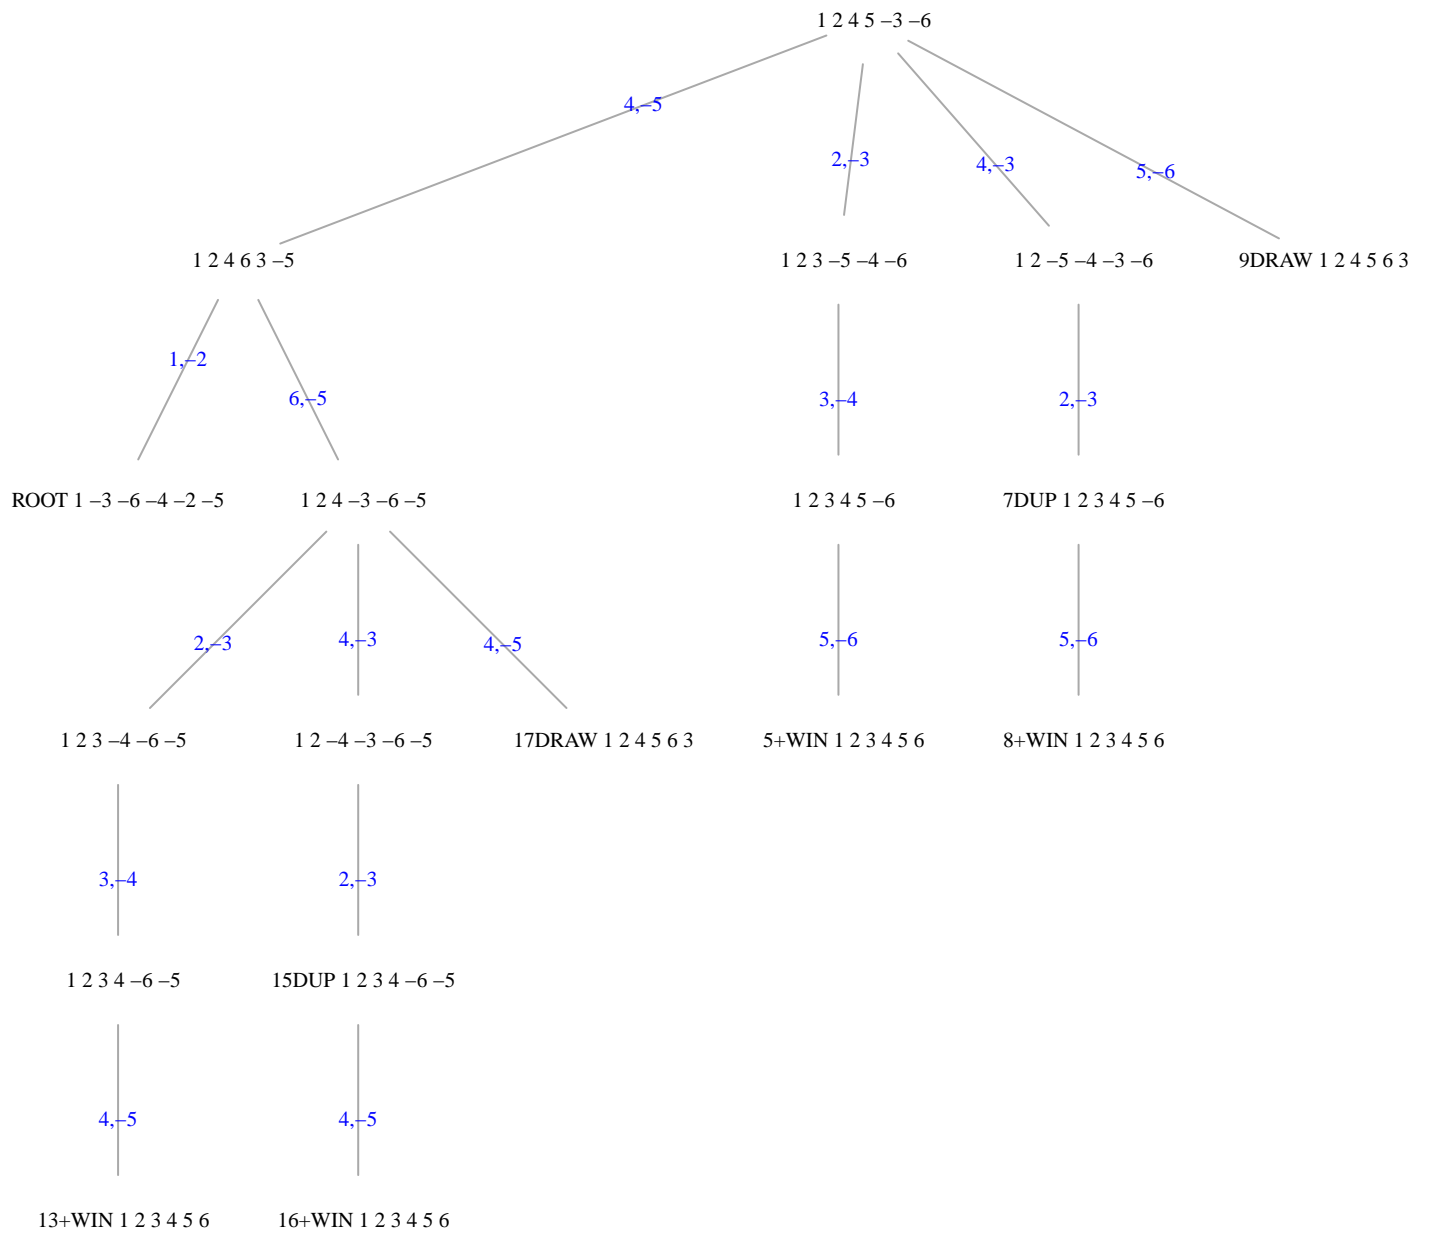 1 2 4 5 –3 –6
4,–5
2,–3
4,–3
5,–6
1 2 4 6 3 –5
1 2 3 –5 –4 –6
1 2 –5 –4 –3 –6
9DRAW 1 2 4 5 6 3
1,–2
6,–5
3,–4
2,–3
ROOT 1 –3 –6 –4 –2 –5
1 2 4 –3 –6 –5
1 2 3 4 5 –6
7DUP 1 2 3 4 5 –6
2,–3
4,–3
4,–5
5,–6
5,–6
1 2 3 –4 –6 –5
1 2 –4 –3 –6 –5
17DRAW 1 2 4 5 6 3
5+WIN 1 2 3 4 5 6
8+WIN 1 2 3 4 5 6
3,–4
2,–3
1 2 3 4 –6 –5
15DUP 1 2 3 4 –6 –5
4,–5
4,–5
13+WIN 1 2 3 4 5 6
16+WIN 1 2 3 4 5 6